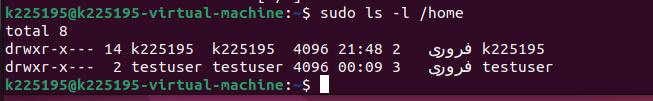 k225195@k225195-virtual-machine:~$ sudo ls -l /home
total 8
drwxr-x--- 14 k225195  k225195  4096 21:48 2   فروری k225195
drwxr-x---  2 testuser testuser 4096 00:09 3   فروری testuser
k225195@k225195-virtual-machine:~$